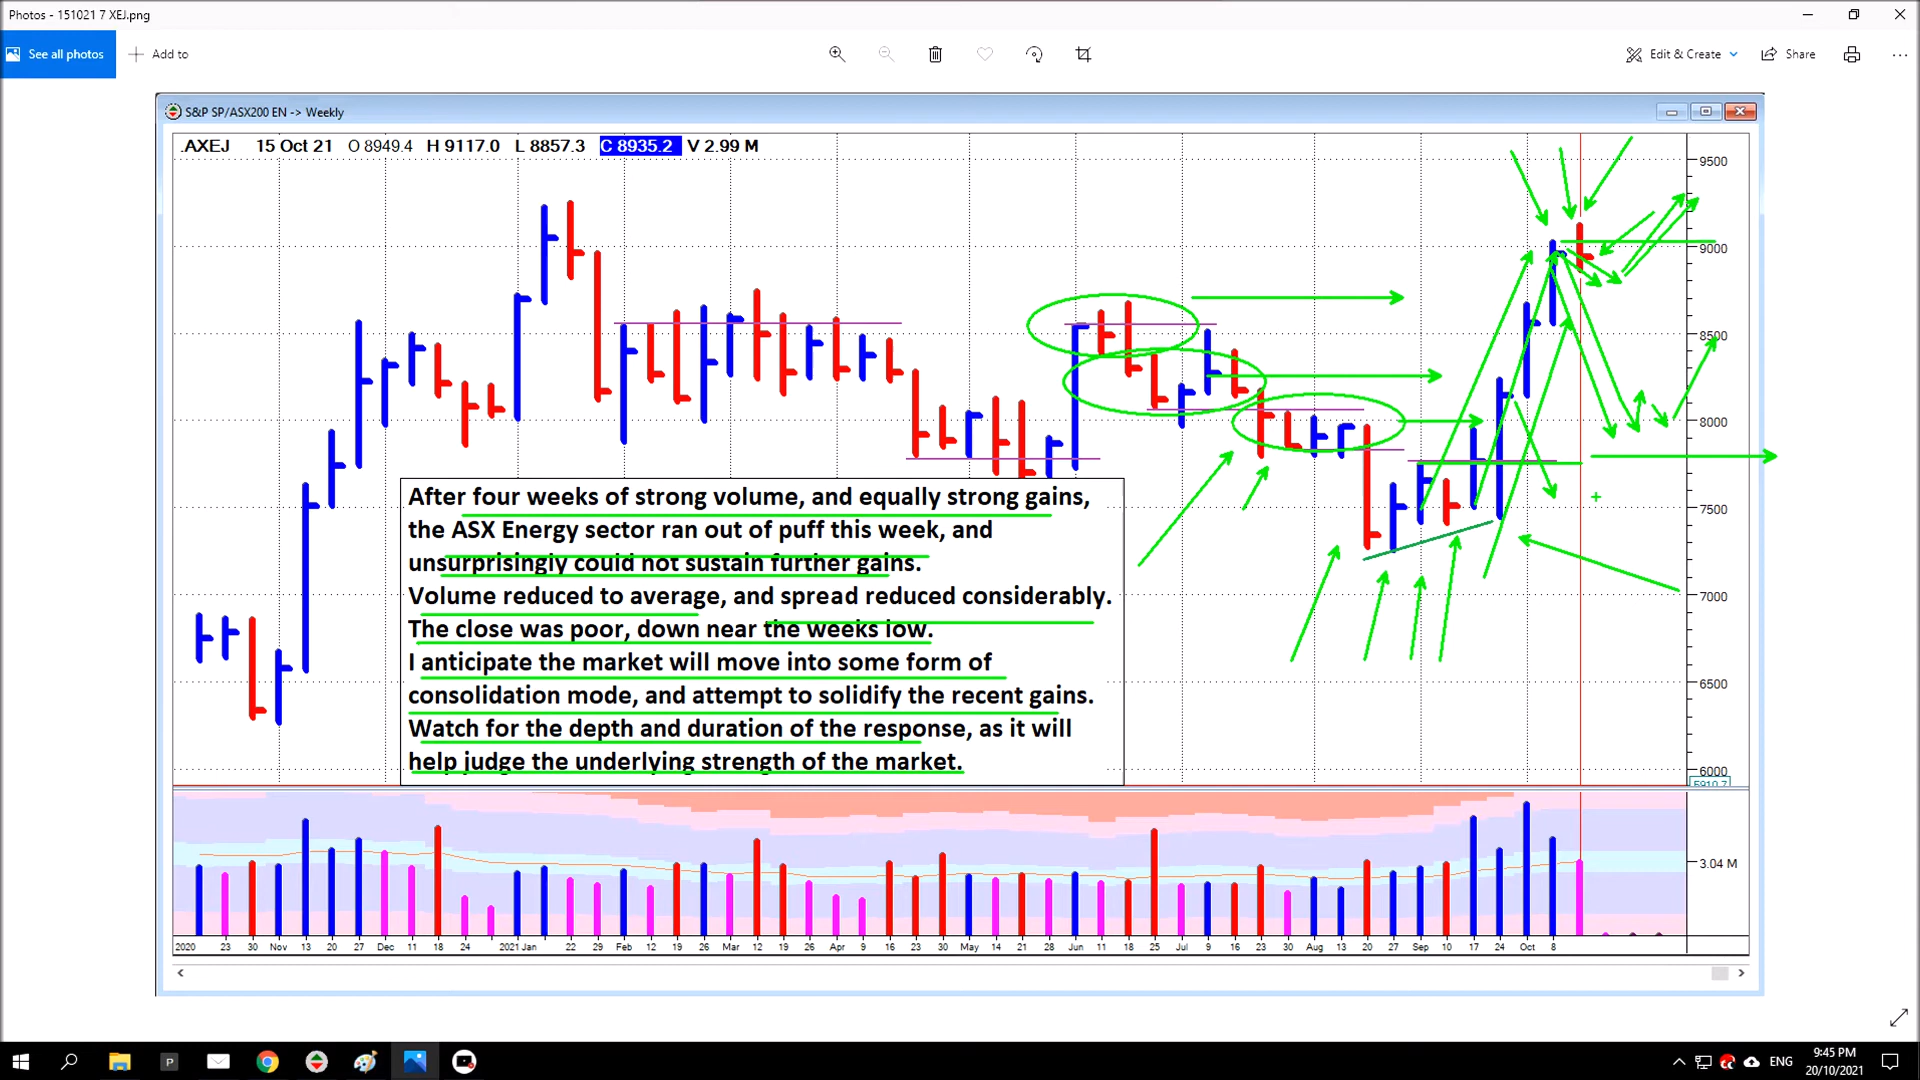 Photos - 151021 7 XEJ.png
See all photos
Add to
Edit & Create
Share
S&P SP/ASX200 EN -> Weekly
.AXEJ 15 Oct 21 O 8949.4 H 9117.0 L 8857.3 C 8935.2 V 2.99 M
9500
9000
8500
8000
7500
7000
6500
6000
5910.7
After four weeks of strong volume, and equally strong gains,
the ASX Energy sector ran out of puff this week, and
unsurprisingly could not sustain further gains.
Volume reduced to average, and spread reduced considerably.
The close was poor, down near the weeks low.
I anticipate the market will move into some form of
consolidation mode, and attempt to solidify the recent gains.
Watch for the depth and duration of the response, as it will
help judge the underlying strength of the market.
3.04 M
2020 23 30 Nov 13 20 27 Dec 11 18 24 2021 Jan 22 29 Feb 12 19 26 Mar 12 19 26 Apr 9 16 23 30 May 14 21 28 Jun 11 18 25 Jul 9 16 23 30 Aug 13 20 27 Sep 10 17 24 Oct 8
P
ENG
9:45 PM
20/10/2021